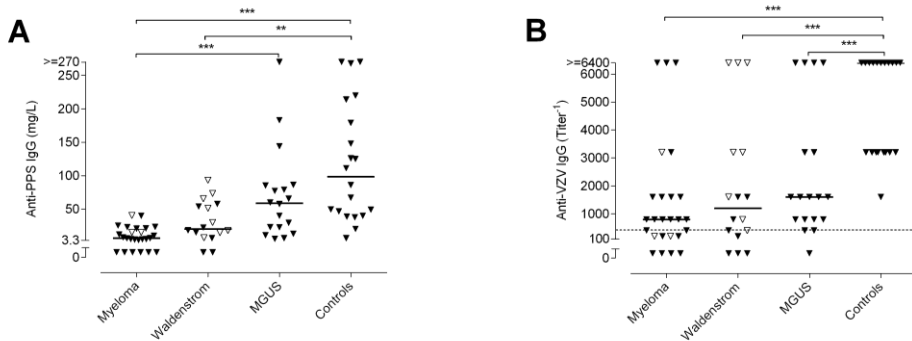 A
***
**
***
Anti-PPS IgG (mg/L)
>=270
250
200
150
100
50
3.3
0
Myeloma
Waldenstrom
MGUS
Controls
B
***
***
***
Anti-VZV IgG (Titer⁻¹)
>=6400
6000
5000
4000
3000
2000
1000
100
0
Myeloma
Waldenstrom
MGUS
Controls